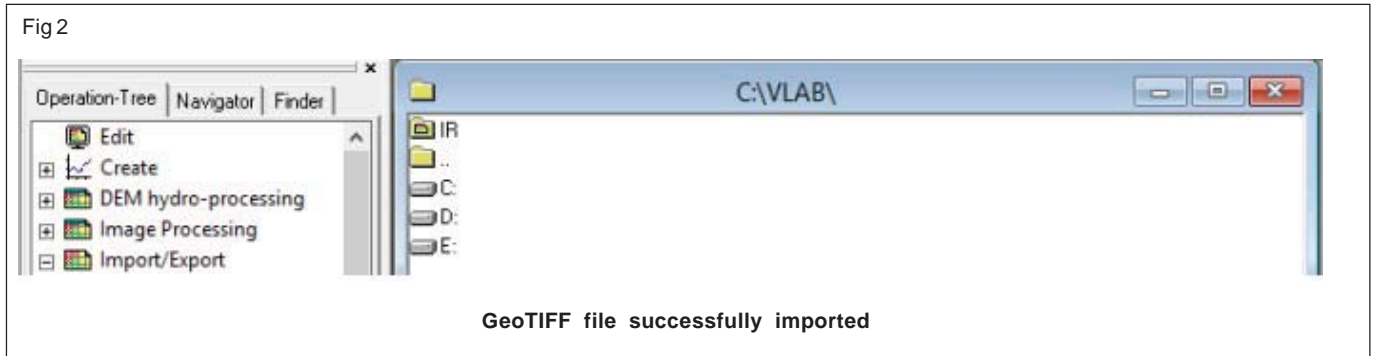 Fig 2
Operation-Tree Navigator Finder
Edit
Create
DEM hydro-processing
Image Processing
Import/Export
C:\VLAB\
IR
..
C:
D:
E:
GeoTIFF file successfully imported